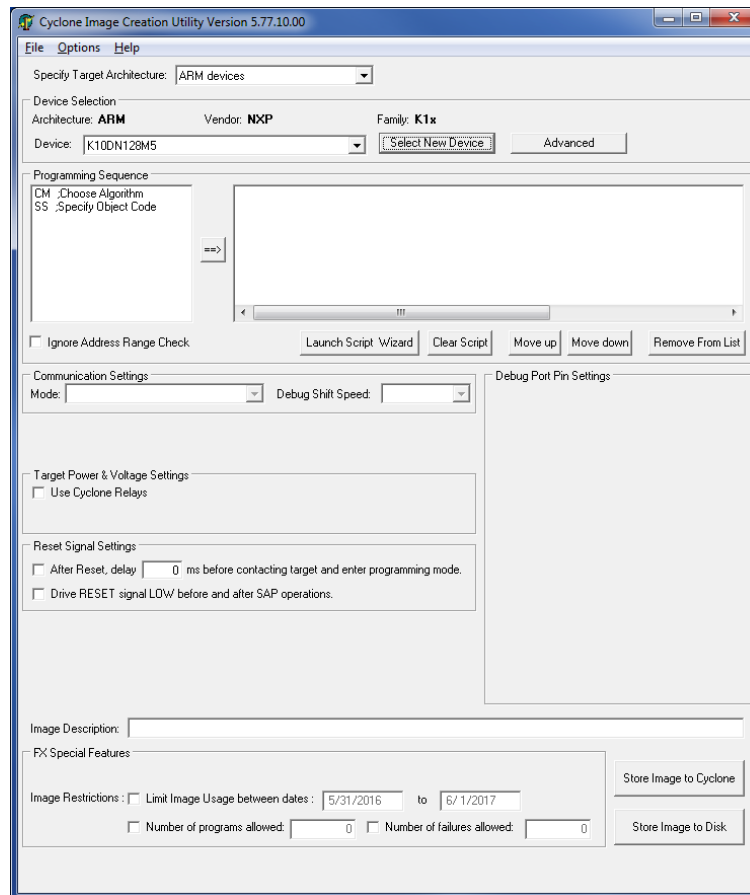 Cyclone Image Creation Utility Version 5.77.10.00
File Options Help
Specify Target Architecture: ARM devices
Device Selection
Architecture: ARM Vendor: NXP Family: K1x
Device: K10DN128M5 Select New Device Advanced
Programming Sequence
CM ;Choose Algorithm
SS ;Specify Object Code
==>
Ignore Address Range Check Launch Script Wizard Clear Script Move up Move down Remove From List
Communication Settings
Mode: Debug Shift Speed:
Debug Port Pin Settings
Target Power & Voltage Settings
Use Cyclone Relays
Reset Signal Settings
After Reset, delay 0 ms before contacting target and enter programming mode.
Drive RESET signal LOW before and after SAP operations.
Image Description:
FX Special Features
Image Restrictions : Limit Image Usage between dates : 5/31/2016 to 6/ 1/2017
Number of programs allowed: 0 Number of failures allowed: 0
Store Image to Cyclone
Store Image to Disk